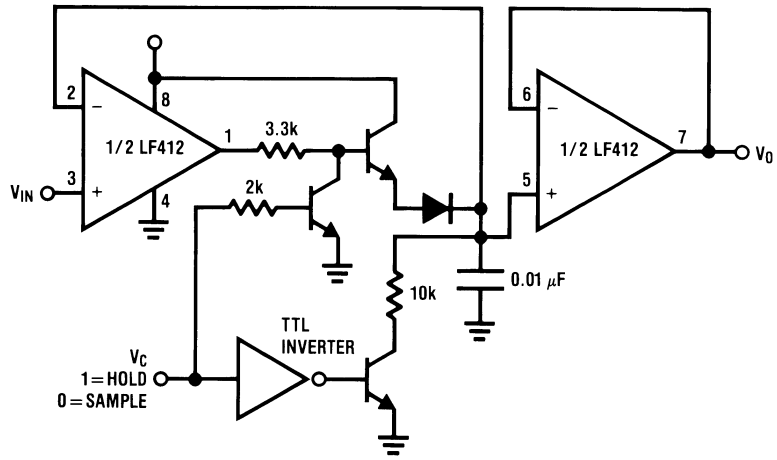 2
8
1/2 LF412
1
3.3k
VIN
3
4
2k
6
1/2 LF412
7
VO
5
10k
0.01 μF
TTL
INVERTER
VC
1=HOLD
0=SAMPLE